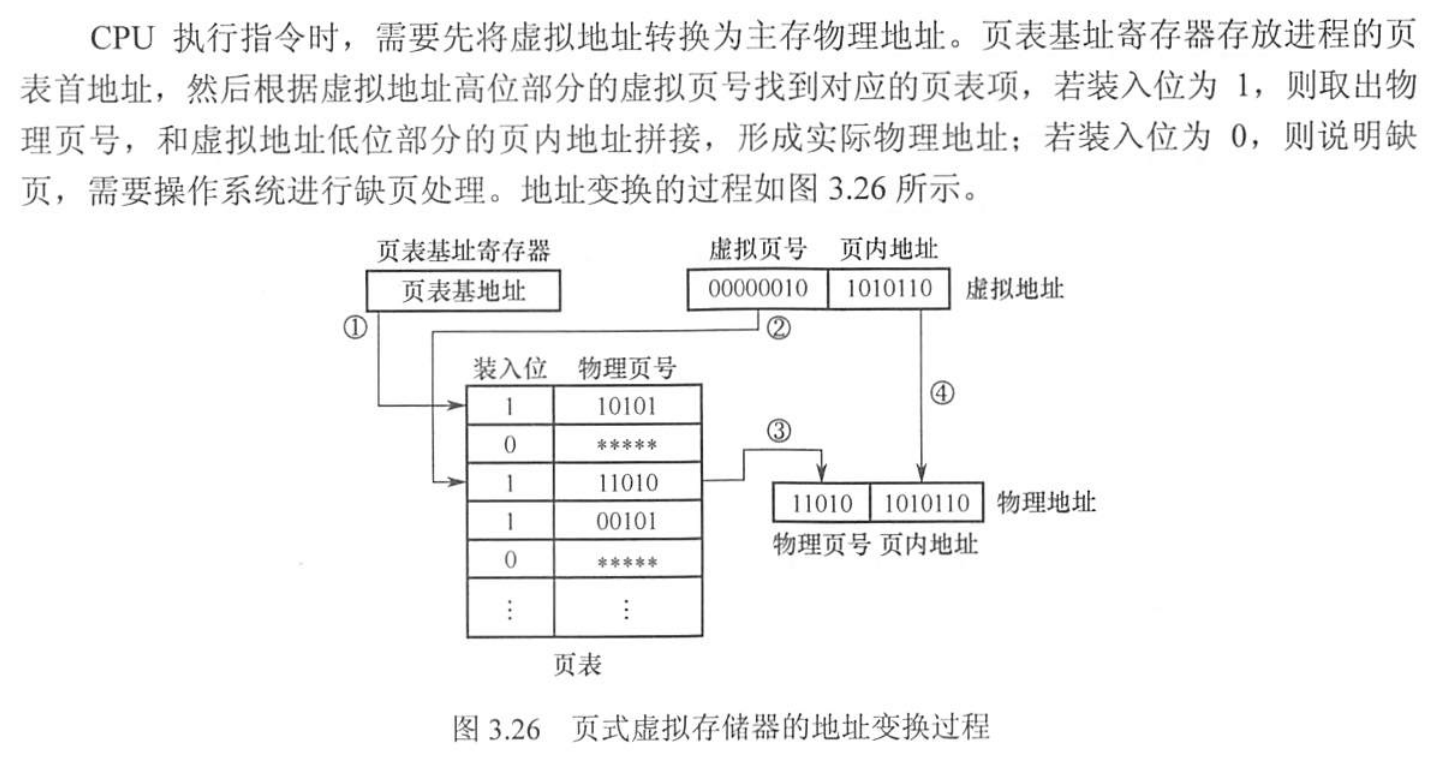 CPU 执行指令时，需要先将虚拟地址转换为主存物理地址。页表基址寄存器存放进程的页
表首地址，然后根据虚拟地址高位部分的虚拟页号找到对应的页表项，若装入位为 1，则取出物
理页号，和虚拟地址低位部分的页内地址拼接，形成实际物理地址；若装入位为 0，则说明缺
页，需要操作系统进行缺页处理。地址变换的过程如图 3.26 所示。
页表基址寄存器
页表基地址
虚拟页号 页内地址
00000010 1010110 虚拟地址
① ②
装入位 物理页号
1 10101
0 *****
1 11010
1 00101
0 *****
⋮ ⋮
页表
③ ④
11010 1010110 物理地址
物理页号 页内地址
图 3.26 页式虚拟存储器的地址变换过程